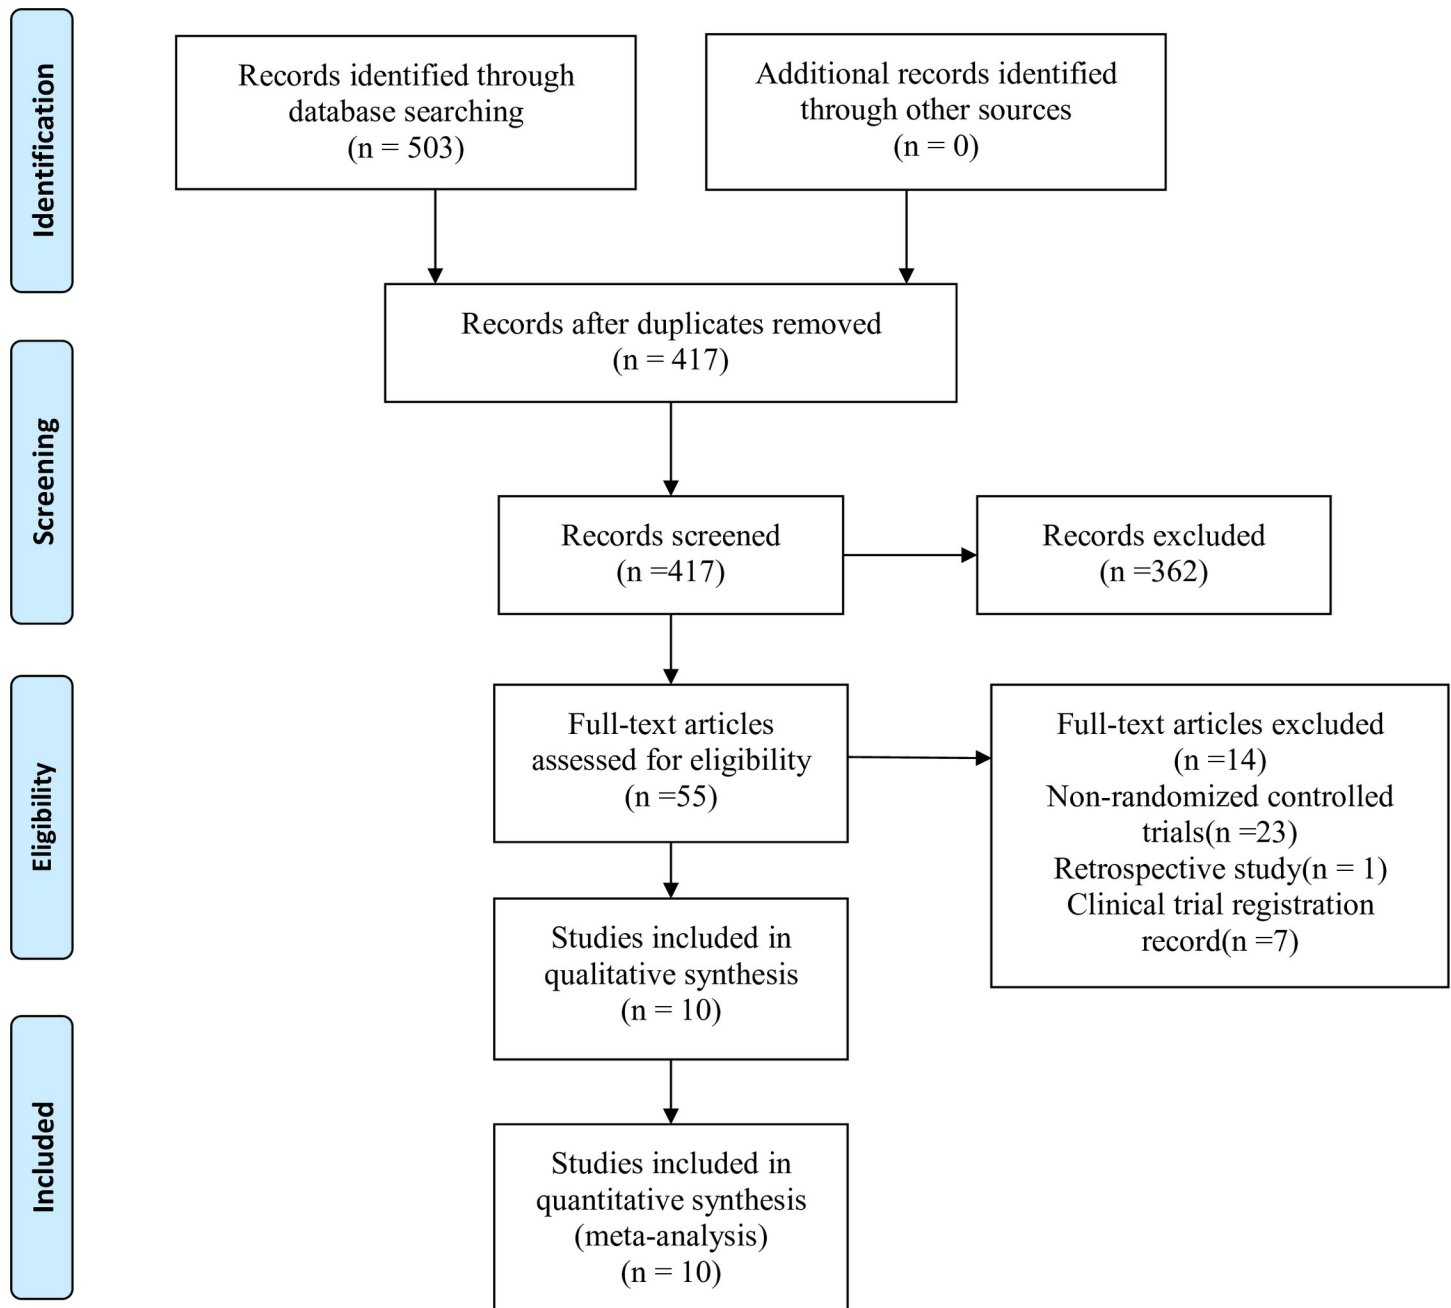 Identification
Records identified through
database searching
(n = 503)
Additional records identified
through other sources
(n = 0)
Records after duplicates removed
(n = 417)
Screening
Records screened
(n =417)
Records excluded
(n =362)
Eligibility
Full-text articles
assessed for eligibility
(n =55)
Full-text articles excluded
(n =14)
Non-randomized controlled
trials(n =23)
Retrospective study(n = 1)
Clinical trial registration
record(n =7)
Studies included in
qualitative synthesis
(n = 10)
Included
Studies included in
quantitative synthesis
(meta-analysis)
(n = 10)